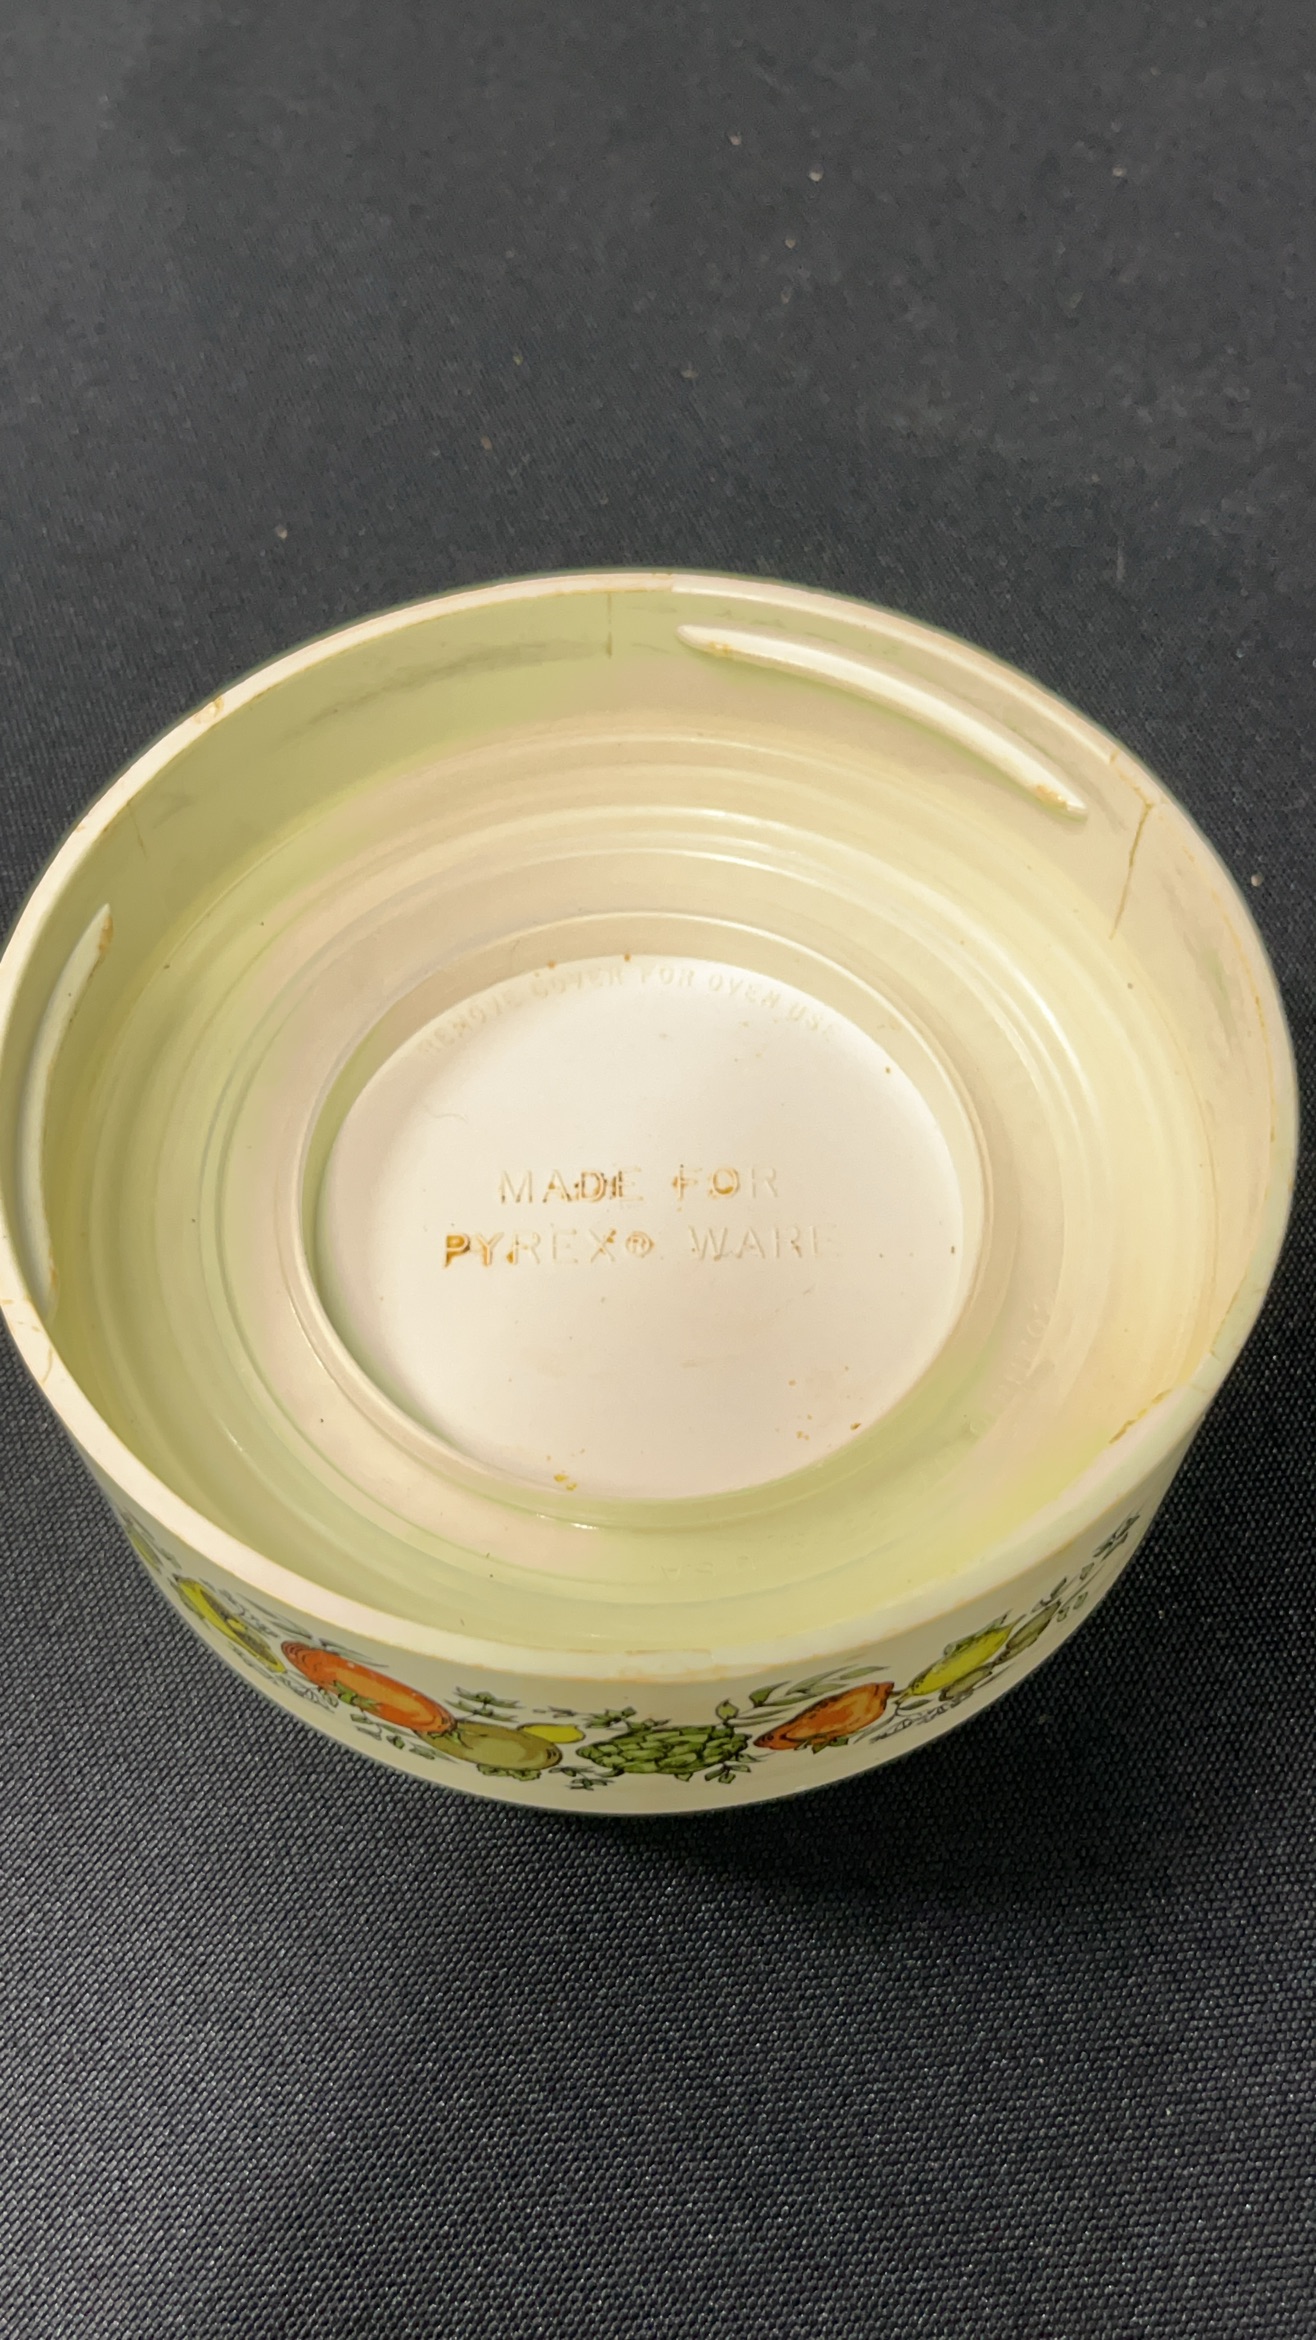 REMOVE COVER FOR OVEN USE
MADE FOR
PYREX® WARE